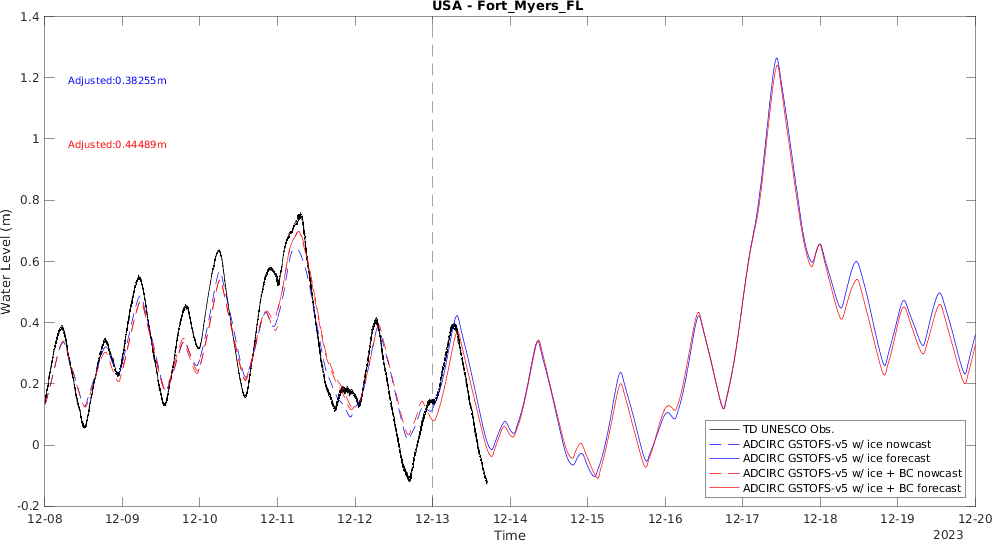 USA - Fort_Myers_FL
1.4
1.2
1
0.8
0.6
0.4
0.2
0
-0.2
Water Level (m)
Adjusted:0.38255m
Adjusted:0.44489m
TD UNESCO Obs.
ADCIRC GSTOFS-v5 w/ ice nowcast
ADCIRC GSTOFS-v5 w/ ice forecast
ADCIRC GSTOFS-v5 w/ ice + BC nowcast
ADCIRC GSTOFS-v5 w/ ice + BC forecast
12-08 12-09 12-10 12-11 12-12 12-13 12-14 12-15 12-16 12-17 12-18 12-19 12-20
Time
2023